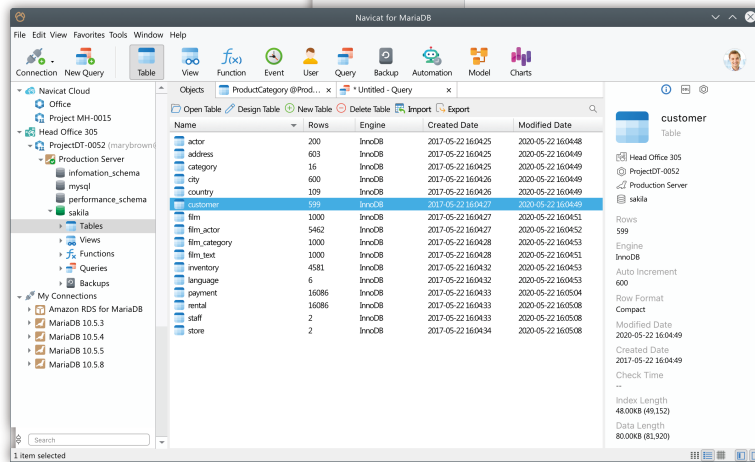 Navicat for MariaDB
File Edit View Favorites Tools Window Help
Connection New Query Table View Function Event User Query Backup Automation Model Charts
f(x)
Navicat Cloud
Office
Project MH-0015
Head Office 305
ProjectDT-0052 (marybrown
Production Server
infomation_schema
mysql
performance_schema
sakila
Tables
Views
Functions
Queries
Backups
My Connections
Amazon RDS for MariaDB
MariaDB 10.5.3
MariaDB 10.5.4
MariaDB 10.5.5
MariaDB 10.5.8
Search
1 item selected
Objects ProductCategory @Prod... × * Untitled - Query ×
Open Table Design Table New Table Delete Table Import Export
Name Rows Engine Created Date Modified Date
actor 200 InnoDB 2017-05-22 16:04:25 2020-05-22 16:04:48
address 603 InnoDB 2017-05-22 16:04:25 2020-05-22 16:04:49
category 16 InnoDB 2017-05-22 16:04:25 2020-05-22 16:04:49
city 600 InnoDB 2017-05-22 16:04:26 2020-05-22 16:04:49
country 109 InnoDB 2017-05-22 16:04:26 2020-05-22 16:04:49
customer 599 InnoDB 2017-05-22 16:04:27 2020-05-22 16:04:49
film 1000 InnoDB 2017-05-22 16:04:27 2020-05-22 16:04:51
film_actor 5462 InnoDB 2017-05-22 16:04:27 2020-05-22 16:04:52
film_category 1000 InnoDB 2017-05-22 16:04:28 2020-05-22 16:04:53
film_text 1000 InnoDB 2017-05-22 16:04:28 2020-05-22 16:04:51
inventory 4581 InnoDB 2017-05-22 16:04:32 2020-05-22 16:04:53
language 6 InnoDB 2017-05-22 16:04:32 2020-05-22 16:04:53
payment 16086 InnoDB 2017-05-22 16:04:33 2020-05-22 16:05:04
rental 16086 InnoDB 2017-05-22 16:04:33 2020-05-22 16:05:08
staff 2 InnoDB 2017-05-22 16:04:33 2020-05-22 16:05:08
store 2 InnoDB 2017-05-22 16:04:34 2020-05-22 16:05:08
customer
Table
Head Office 305
ProjectDT-0052
Production Server
sakila
Rows
599
Engine
InnoDB
Auto Increment
600
Row Format
Compact
Modified Date
2020-05-22 16:04:49
Created Date
2017-05-22 16:04:49
Check Time
--
Index Length
48.00KB (49,152)
Data Length
80.00KB (81,920)